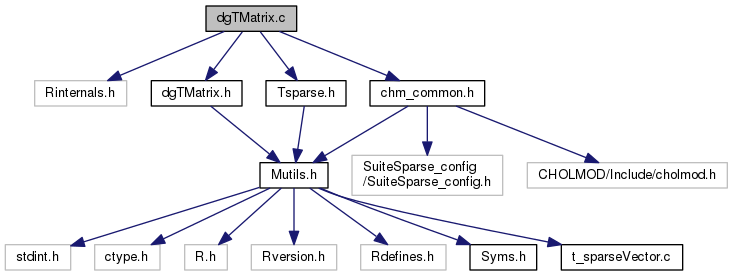 dgTMatrix.c
Rinternals.h
dgTMatrix.h
Tsparse.h
chm_common.h
Mutils.h
SuiteSparse_config
/SuiteSparse_config.h
CHOLMOD/Include/cholmod.h
stdint.h
ctype.h
R.h
Rversion.h
Rdefines.h
Syms.h
t_sparseVector.c